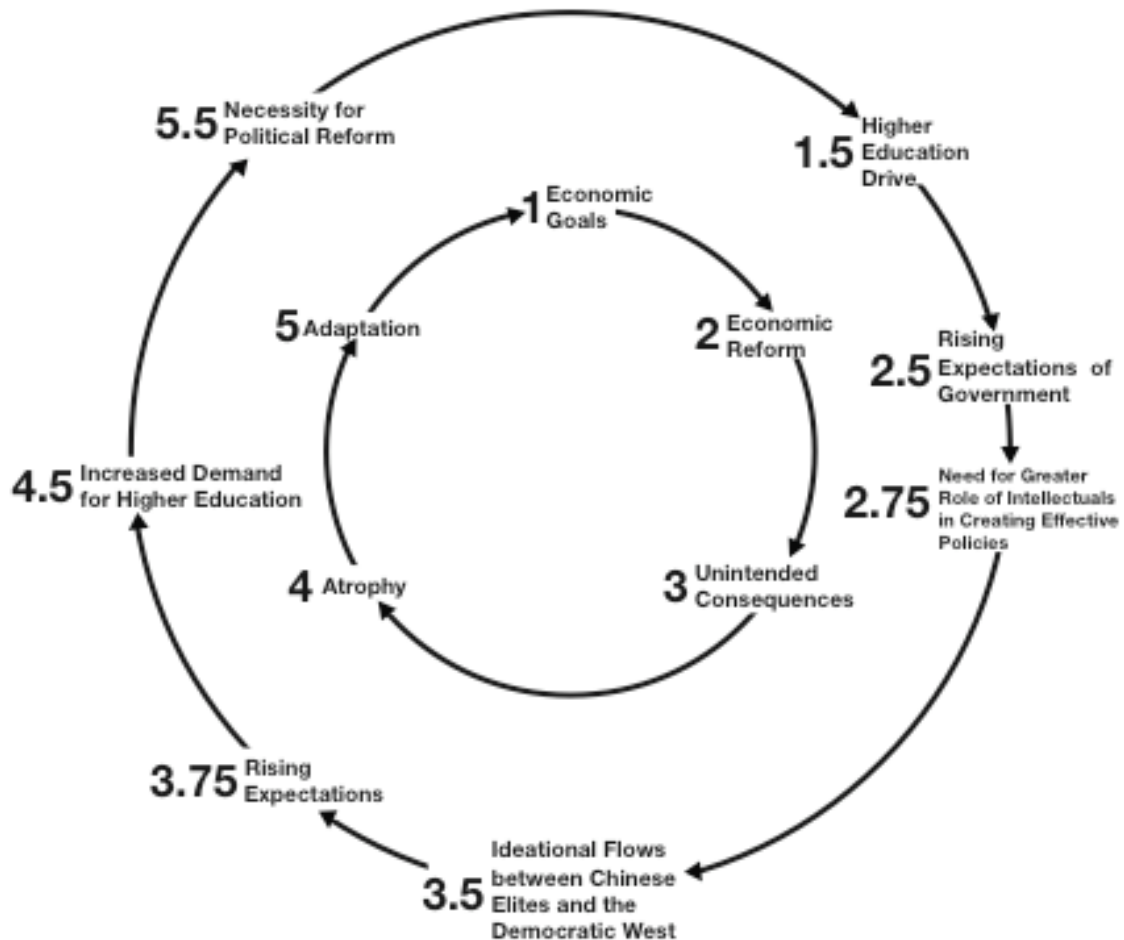 5.5 Necessity for
Political Reform
1.5 Higher
Education
Drive
1 Economic
Goals
5 Adaptation
2 Economic
Reform
2.5 Rising
Expectations of
Government
4.5 Increased Demand
for Higher Education
2.75 Need for Greater
Role of Intellectuals
in Creating Effective
Policies
4 Atrophy
3 Unintended
Consequences
3.75 Rising
Expectations
3.5 Ideational Flows
between Chinese
Elites and the
Democratic West